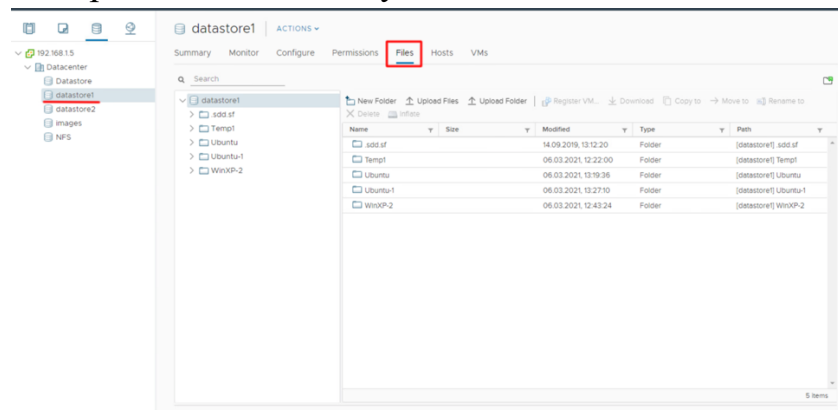 datastore1 ACTIONS
Summary Monitor Configure Permissions Files Hosts VMs
192.168.1.5
Datacenter
Datastore
datastore1
datastore2
images
NFS
Search
datastore1
.sdd.sf
Temp1
Ubuntu
Ubuntu-1
WinXP-2
New Folder Upload Files Upload Folder Register VM... Download Copy to Move to Rename to
Delete Inflate
Name Size Modified Type Path
.sdd.sf 14.09.2019, 13:12:20 Folder [datastore1] .sdd.sf
Temp1 06.03.2021, 12:22:00 Folder [datastore1] Temp1
Ubuntu 06.03.2021, 13:19:36 Folder [datastore1] Ubuntu
Ubuntu-1 06.03.2021, 13:27:10 Folder [datastore1] Ubuntu-1
WinXP-2 06.03.2021, 12:43:24 Folder [datastore1] WinXP-2
5 items